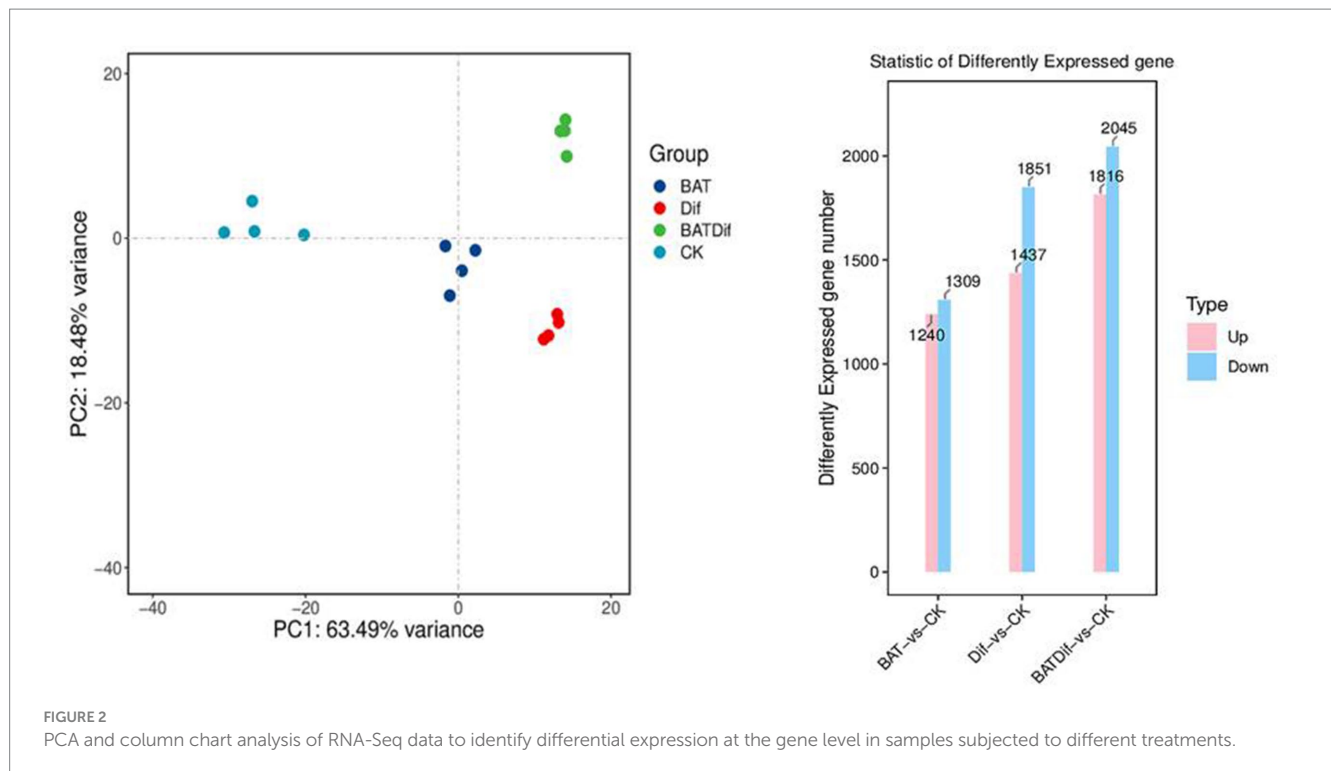 20
0
−20
−40
PC2: 18.48% variance
−40
−20
0
20
PC1: 63.49% variance
Group
BAT
Dif
BATDif
CK
Statistic of Differently Expressed gene
2000
1500
1000
500
0
Differently Expressed gene number
1240
1309
1437
1851
1816
2045
BAT−vs−CK
Dif−vs−CK
BATDif−vs−CK
Type
Up
Down
FIGURE 2
PCA and column chart analysis of RNA-Seq data to identify differential expression at the gene level in samples subjected to different treatments.